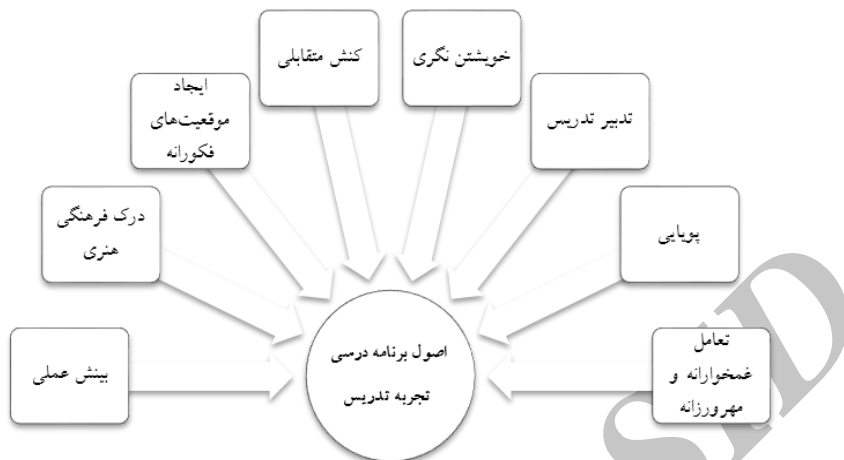 خویشتن نگری
کنش متقابلی
تدبیر تدریس
ایجاد
موقعیت‌های
فکورانه
پویایی
درک فرهنگی
هنری
تعامل
غمخوارانه و
مهرورزانه
بینش عملی
اصول برنامه درسی
تجربه تدریس
SID